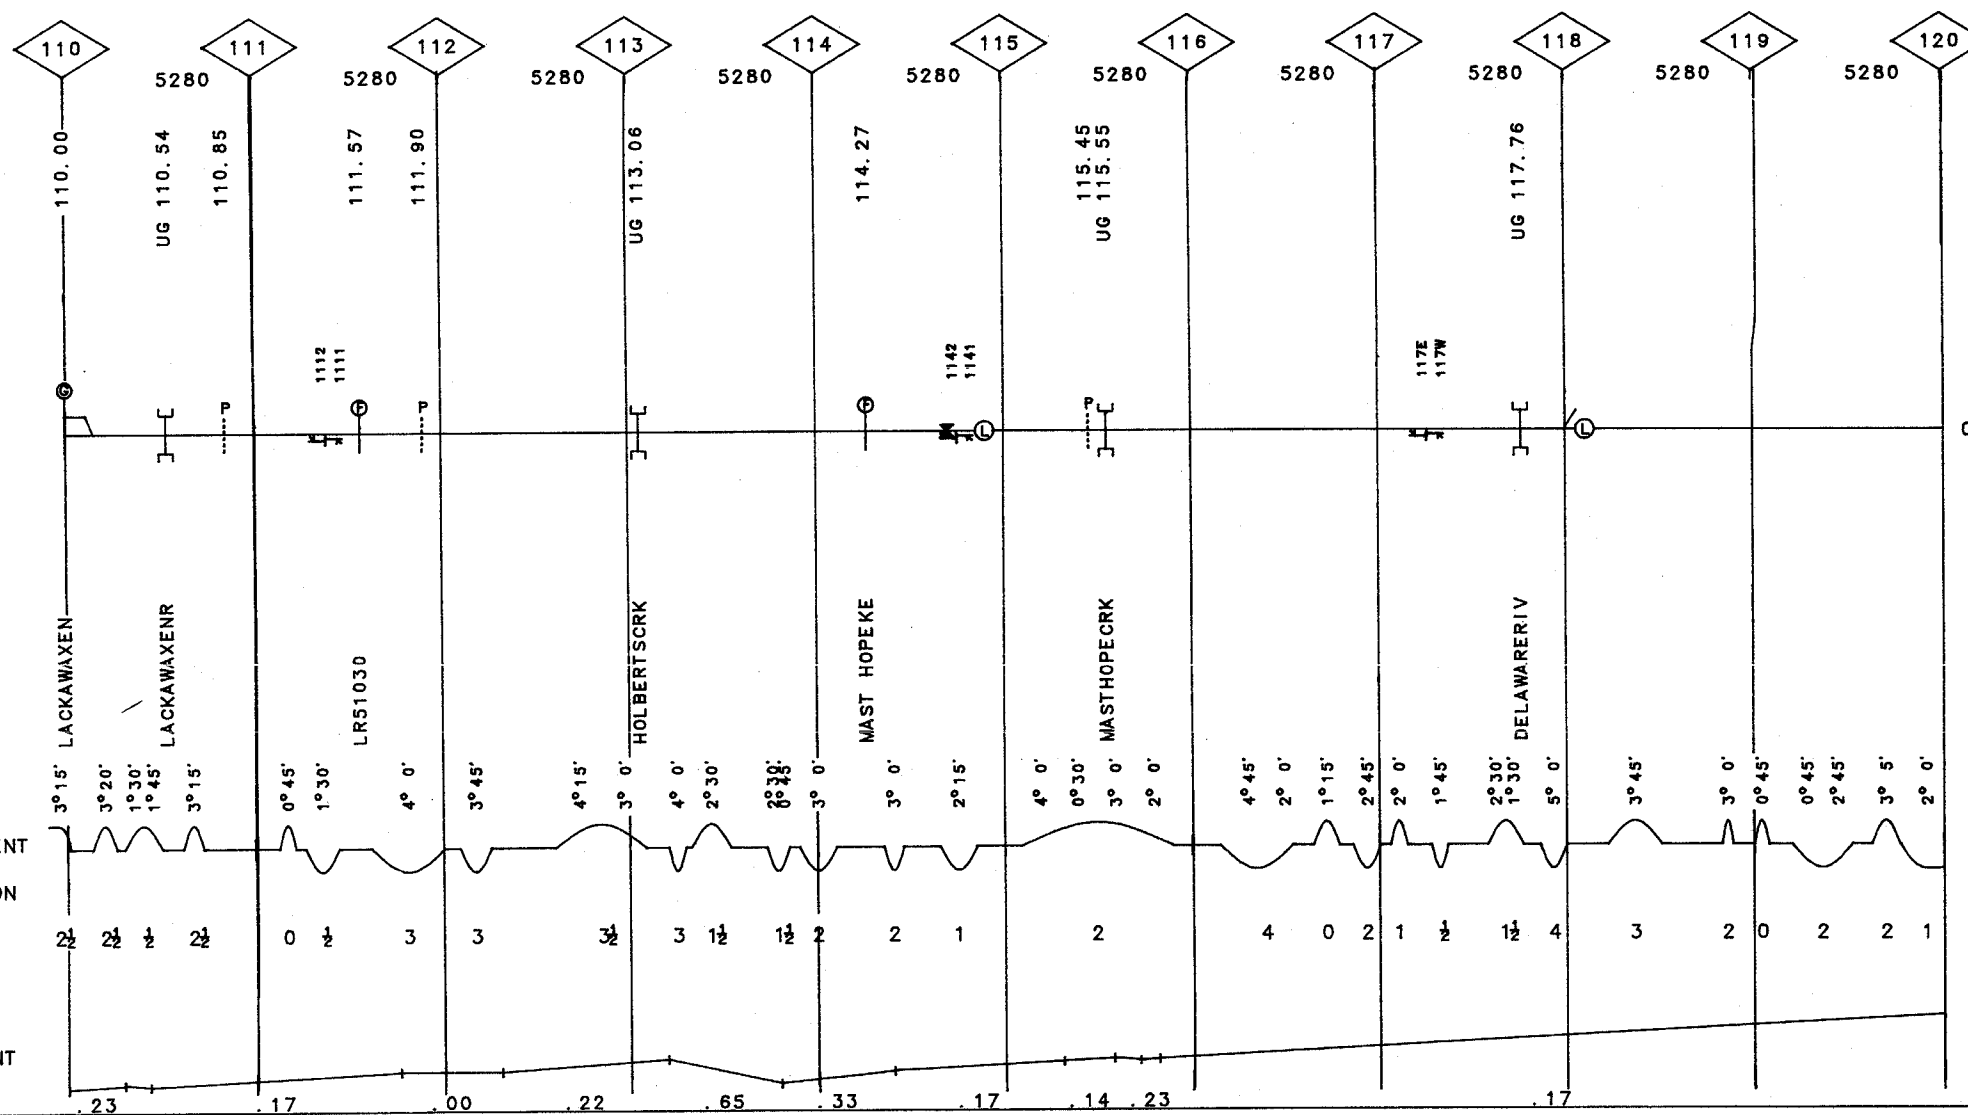 110 111 112 113 114 115 116 117 118 119 120
5280 5280 5280 5280 5280 5280 5280 5280 5280 5280
110.00
UG 110.54
110.85
111.57
111.90
UG 113.06
114.27
115.45
UG 115.55
UG 117.76
1112
1111
1142
1141
117E
117W
G
P
F
P
F
L
P
L
LACKAWAXEN
LACKAWAXENR
LR51030
HOLBERTSCRK
MAST HOPEKE
MASTHOPECRK
DELAWARERIV
3°15' 3°20' 1°30' 1°45' 3°15' 0°45' 1°30' 4° 0' 3°45' 4°15' 3° 0' 4° 0' 2°30' 2°30' 0°45' 3° 0' 3° 0' 2°15' 4° 0' 0°30' 3° 0' 2° 0' 4°45' 2° 0' 1°15' 2°45' 2° 0' 1°45' 2°30' 1°30' 5° 0' 3°45' 3° 0' 0°45' 0°45' 2°45' 3° 5' 2° 0'
ENT
ON
2½ 2½ ½ 2½ 0 ½ 3 3 3½ 3 1½ 1½ 2 2 1 2 4 0 2 1 ½ 1½ 4 3 2 0 2 2 1
NT
.23 .17 .00 .22 .65 .33 .17 .14 .23 .17